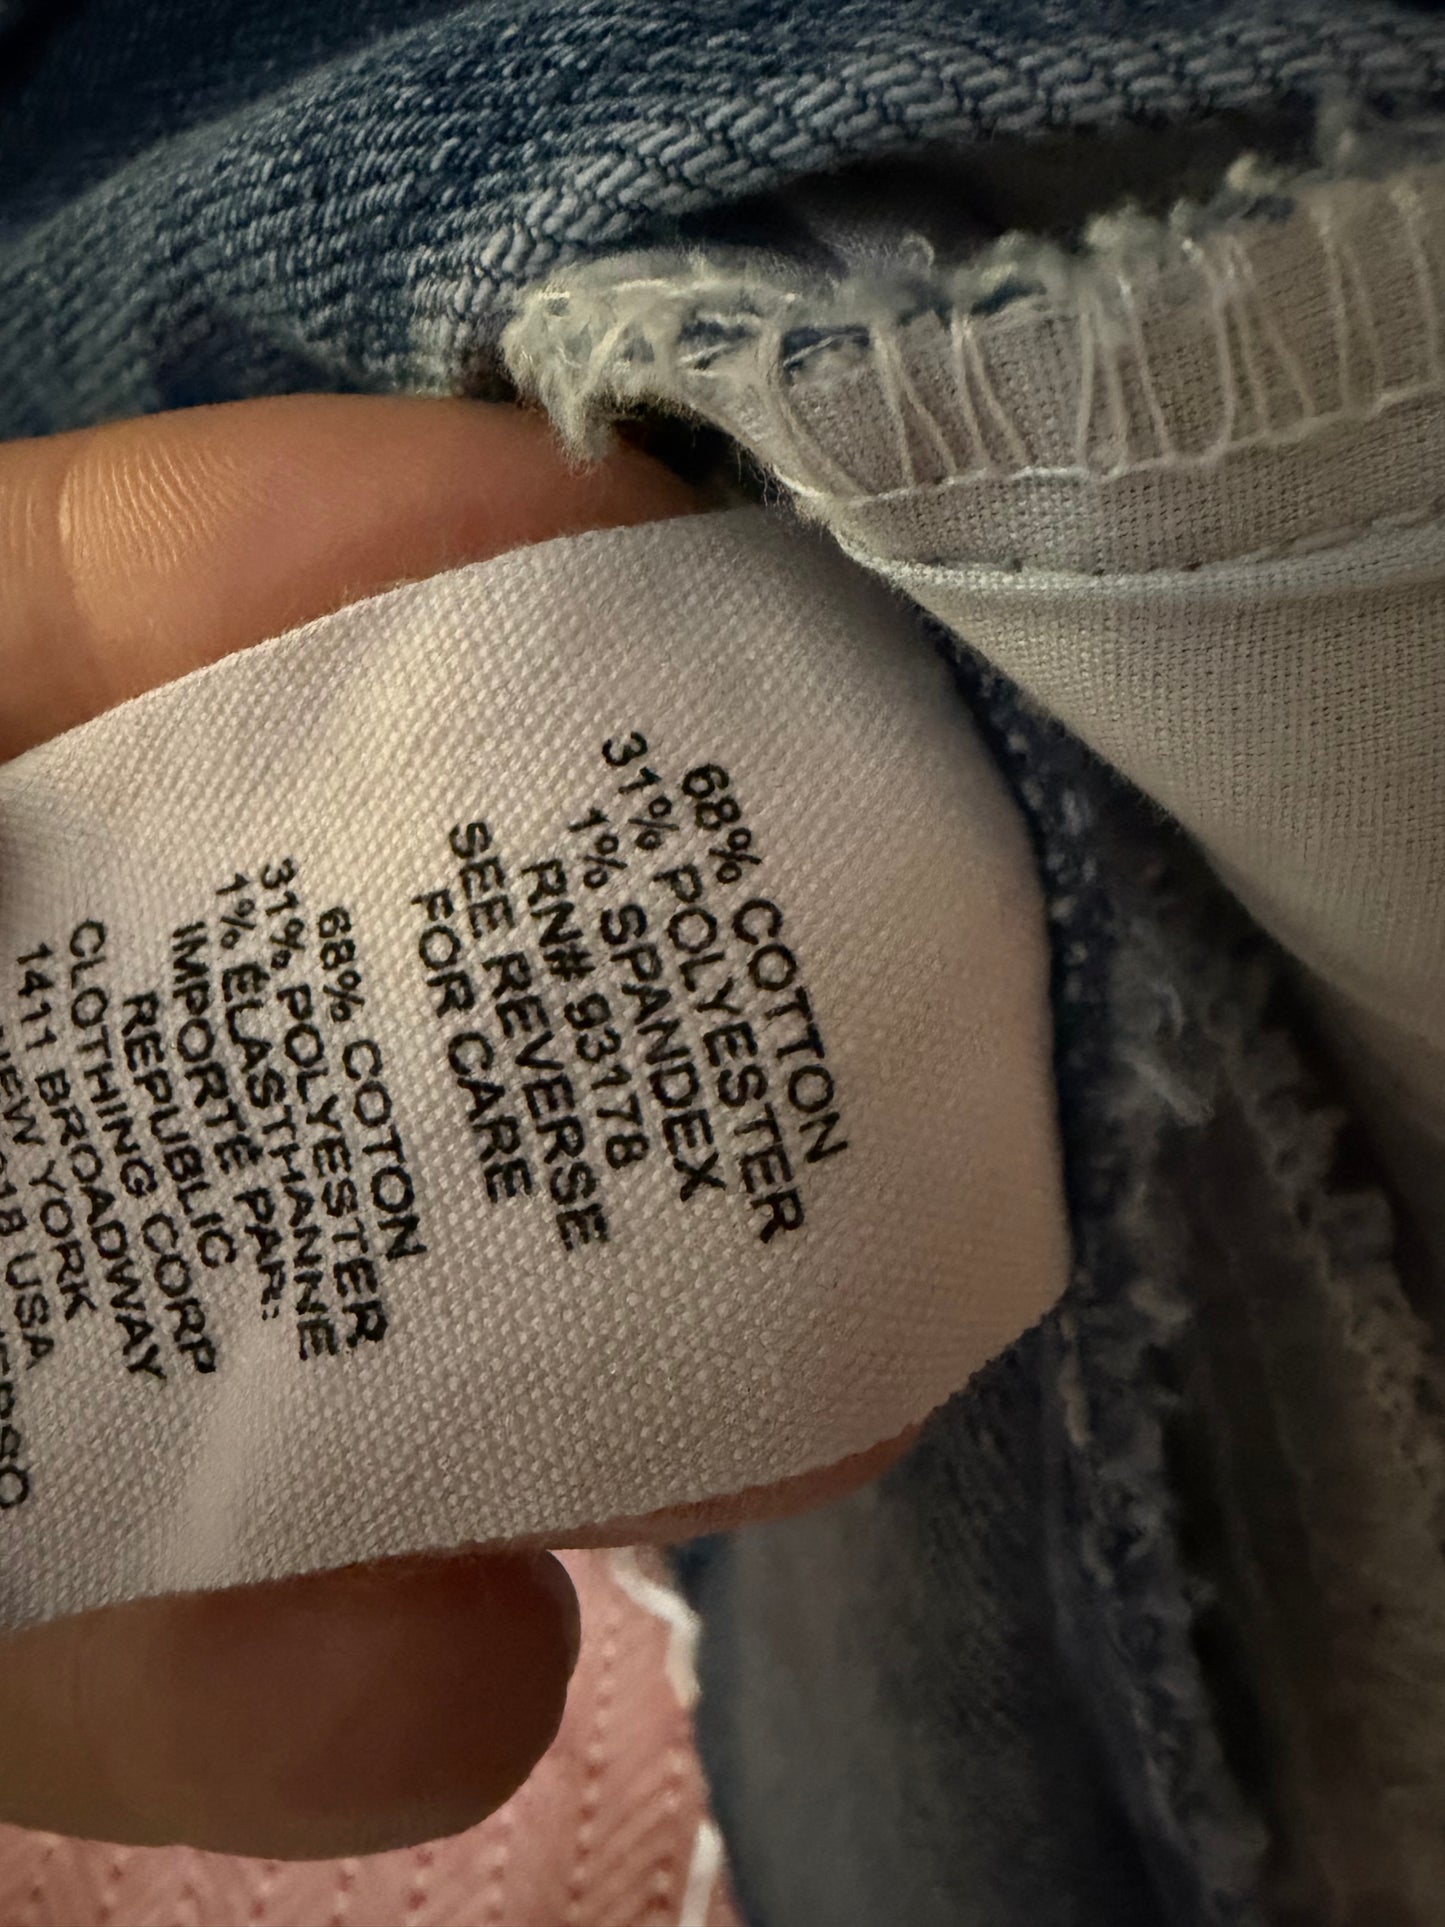 68% COTTON
31% POLYESTER
1% SPANDEX
RN# 93178
SEE REVERSE
FOR CARE
68% COTON
31% POLYESTER
1% ÉLASTHANNE
IMPORTÉ PAR:
REPUBLIC
CLOTHING CORP
1411 BROADWAY
NEW YORK
USA